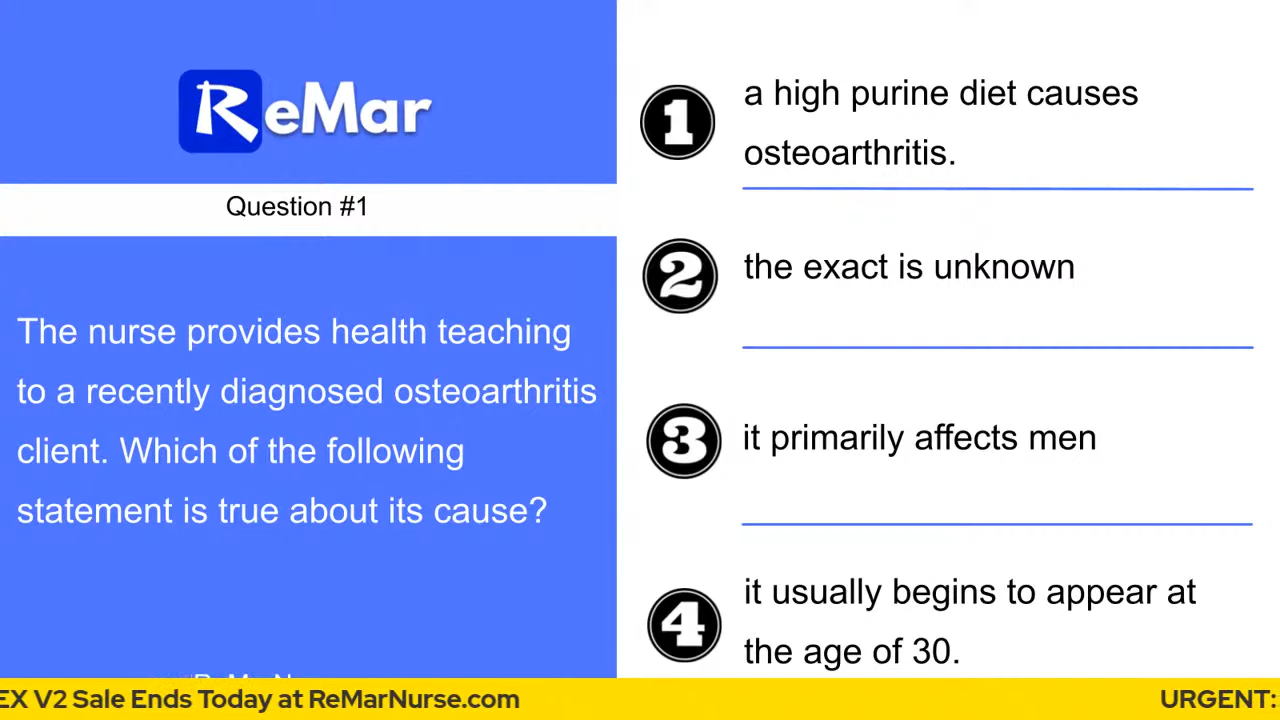 ReMar
Question #1
The nurse provides health teaching
to a recently diagnosed osteoarthritis
client. Which of the following
statement is true about its cause?
1
a high purine diet causes
osteoarthritis.
2
the exact is unknown
3
it primarily affects men
4
it usually begins to appear at
the age of 30.
EX V2 Sale Ends Today at ReMarNurse.com
URGENT: